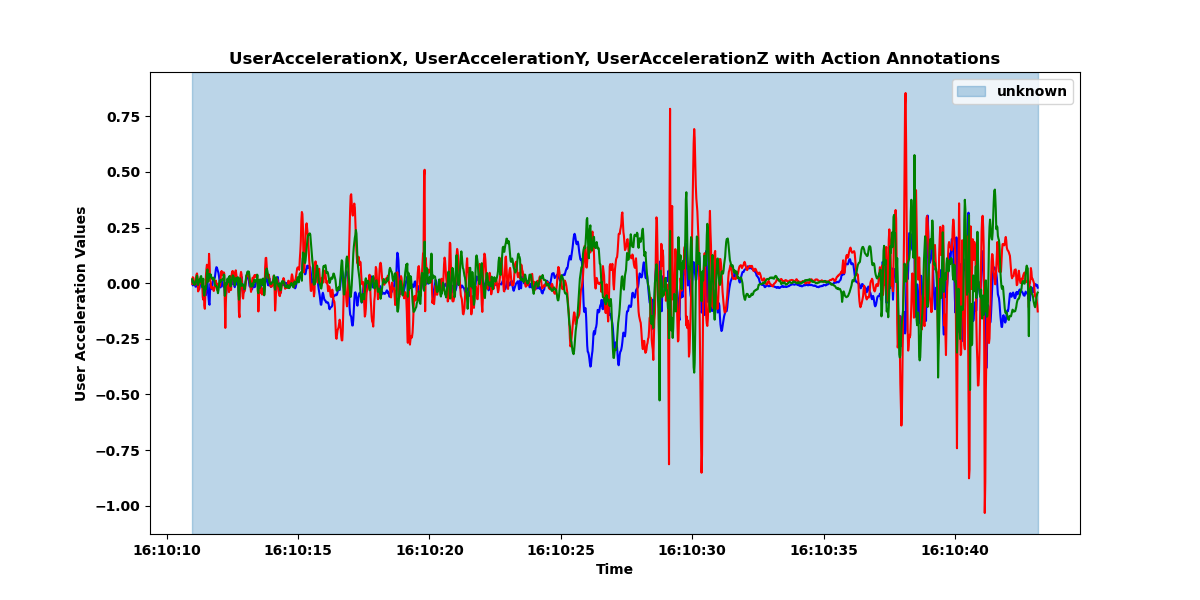 UserAccelerationX, UserAccelerationY, UserAccelerationZ with Action Annotations
unknown
0.75
0.50
0.25
0.00
−0.25
−0.50
−0.75
−1.00
User Acceleration Values
16:10:10 16:10:15 16:10:20 16:10:25 16:10:30 16:10:35 16:10:40
Time